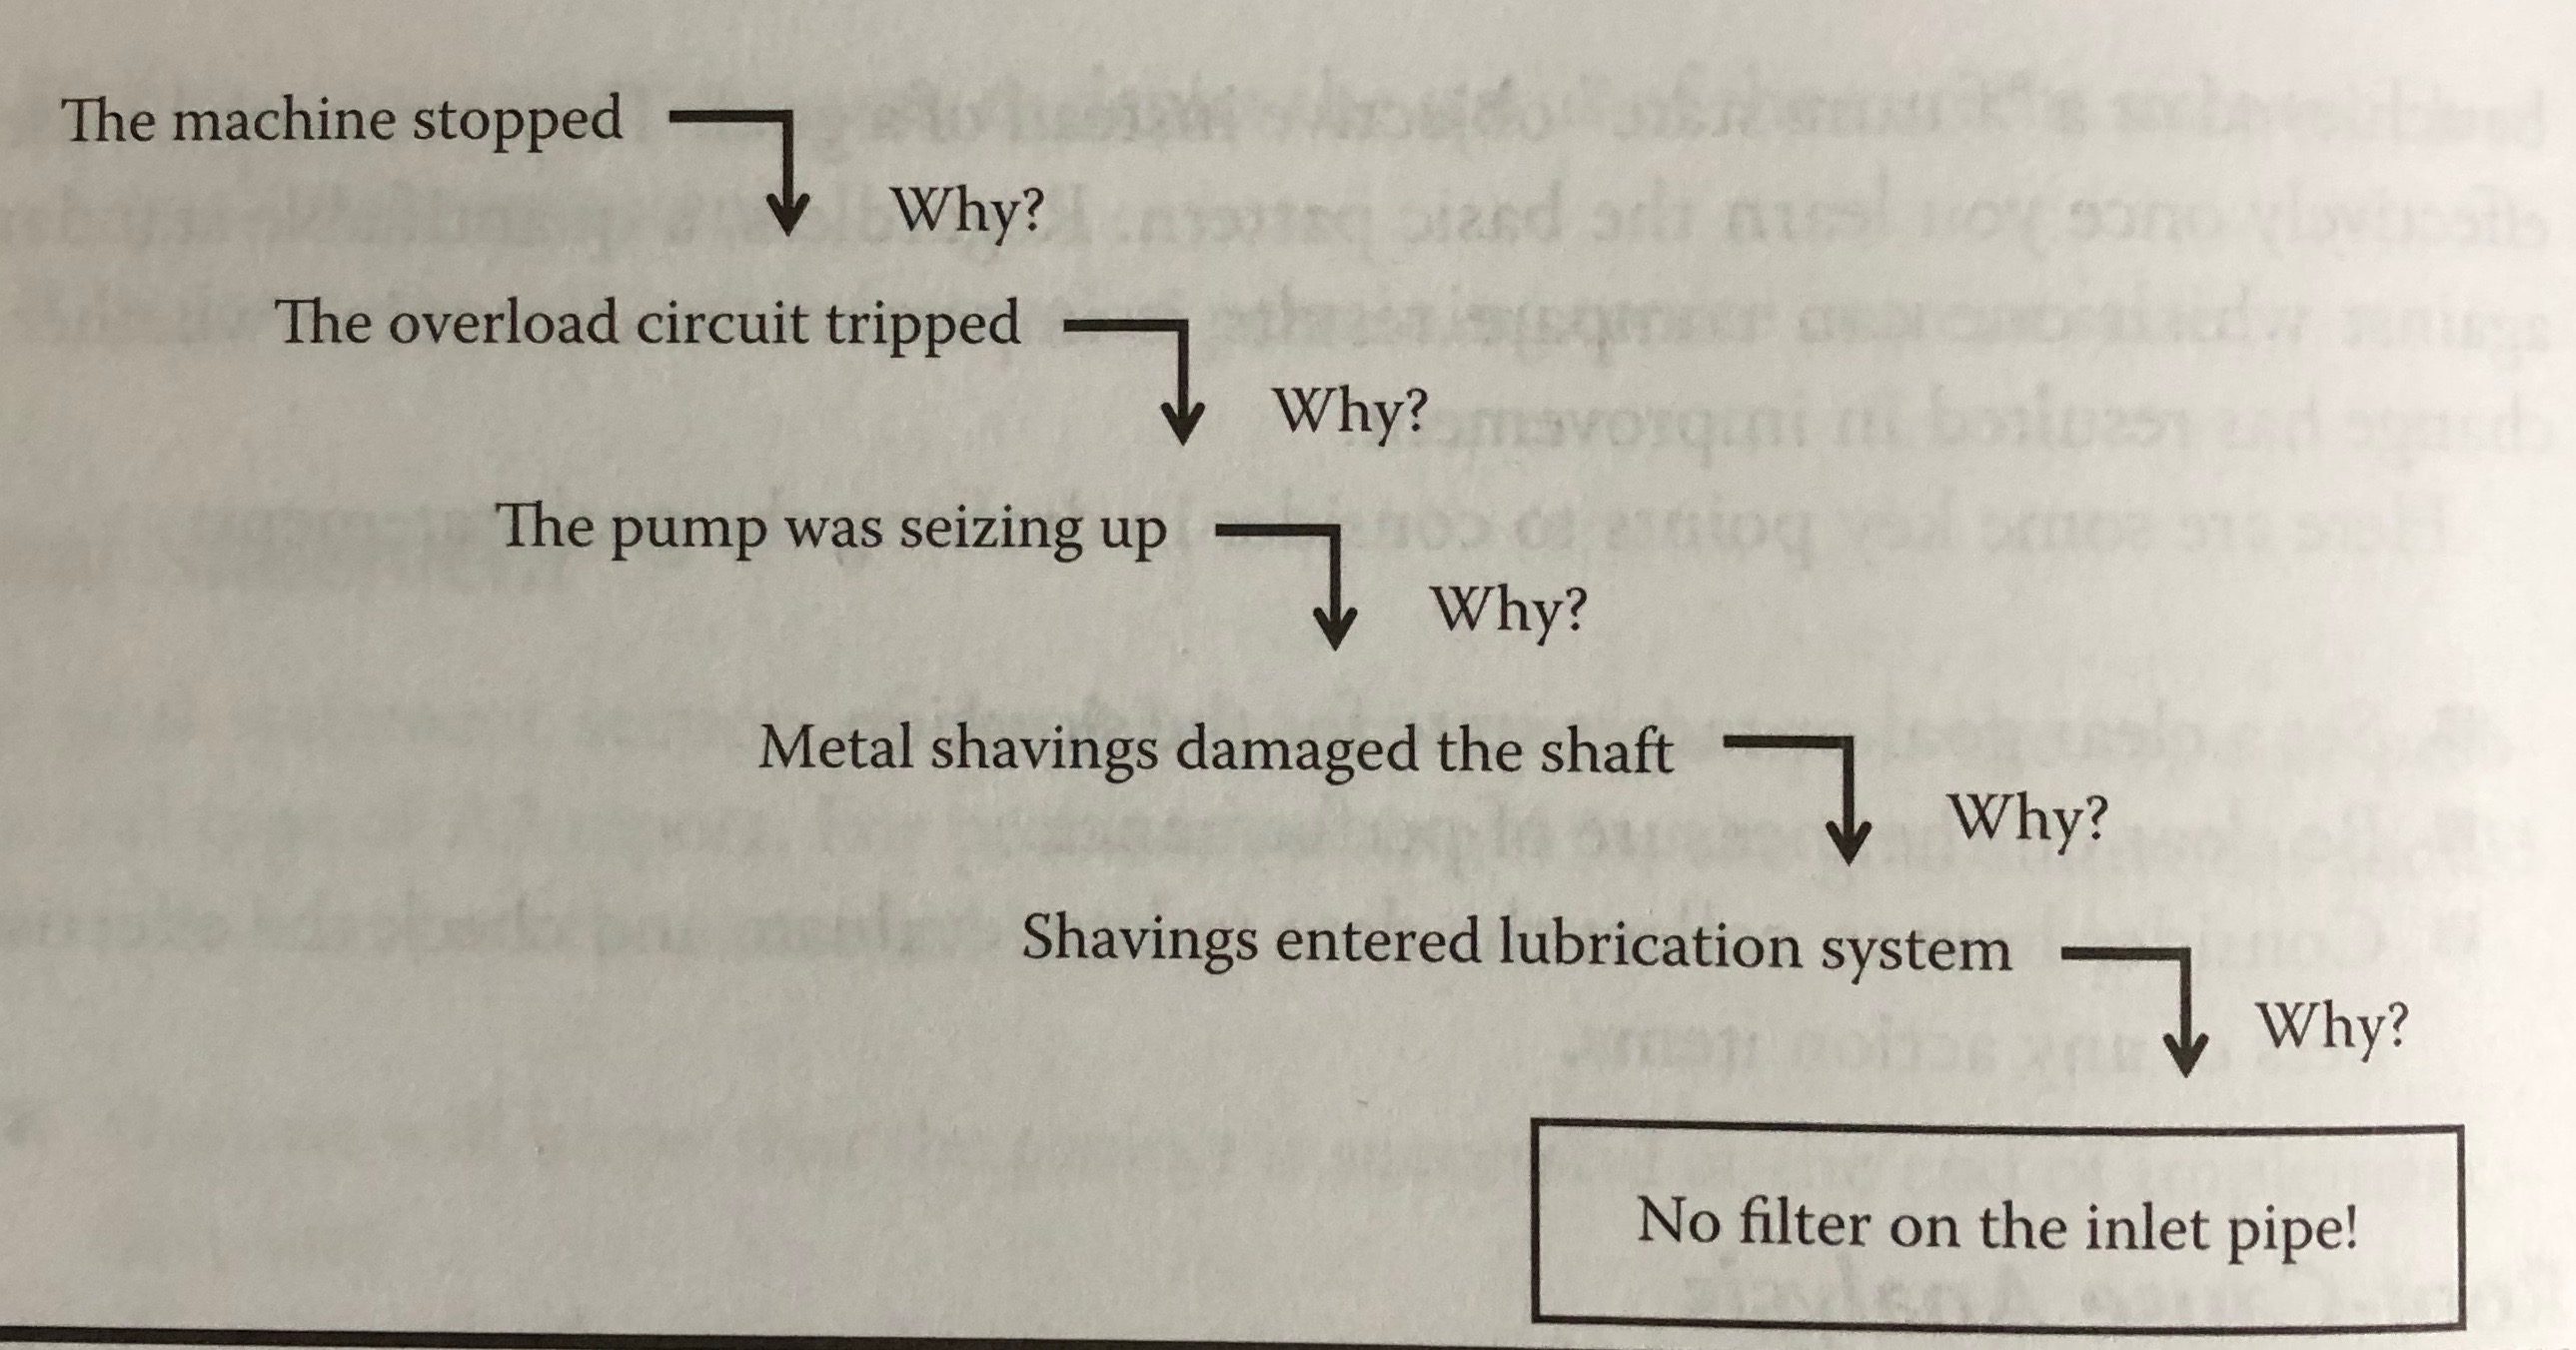 The machine stopped
Why?
The overload circuit tripped
Why?
The pump was seizing up
Why?
Metal shavings damaged the shaft
Why?
Shavings entered lubrication system
Why?
No filter on the inlet pipe!